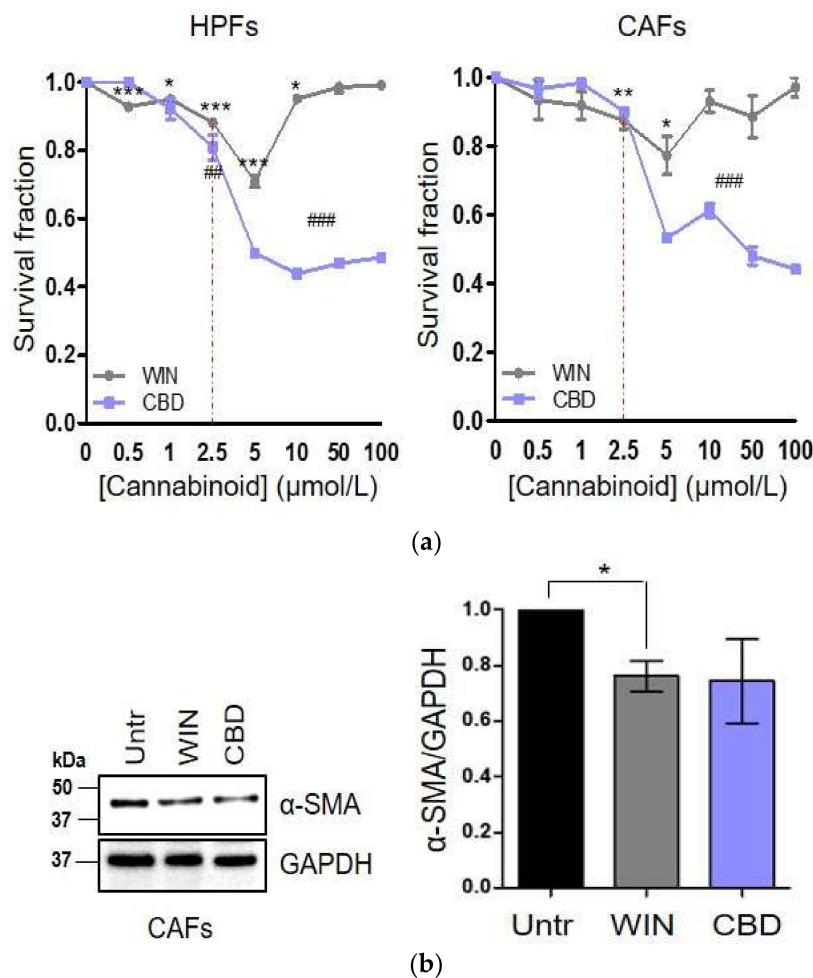 HPFs
CAFs
Survival fraction
1.0
0.8
0.6
0.4
0.2
0.0
***
*
***
##
***
*
###
WIN
CBD
0 0.5 1 2.5 5 10 50 100
[Cannabinoid] (µmol/L)
Survival fraction
1.0
0.8
0.6
0.4
0.2
0.0
**
*
###
WIN
CBD
0 0.5 1 2.5 5 10 50 100
[Cannabinoid] (µmol/L)
(a)
kDa
50
37
37
Untr
WIN
CBD
α-SMA
GAPDH
CAFs
α-SMA/GAPDH
1.0
0.8
0.6
0.4
0.2
0.0
*
Untr WIN CBD
(b)